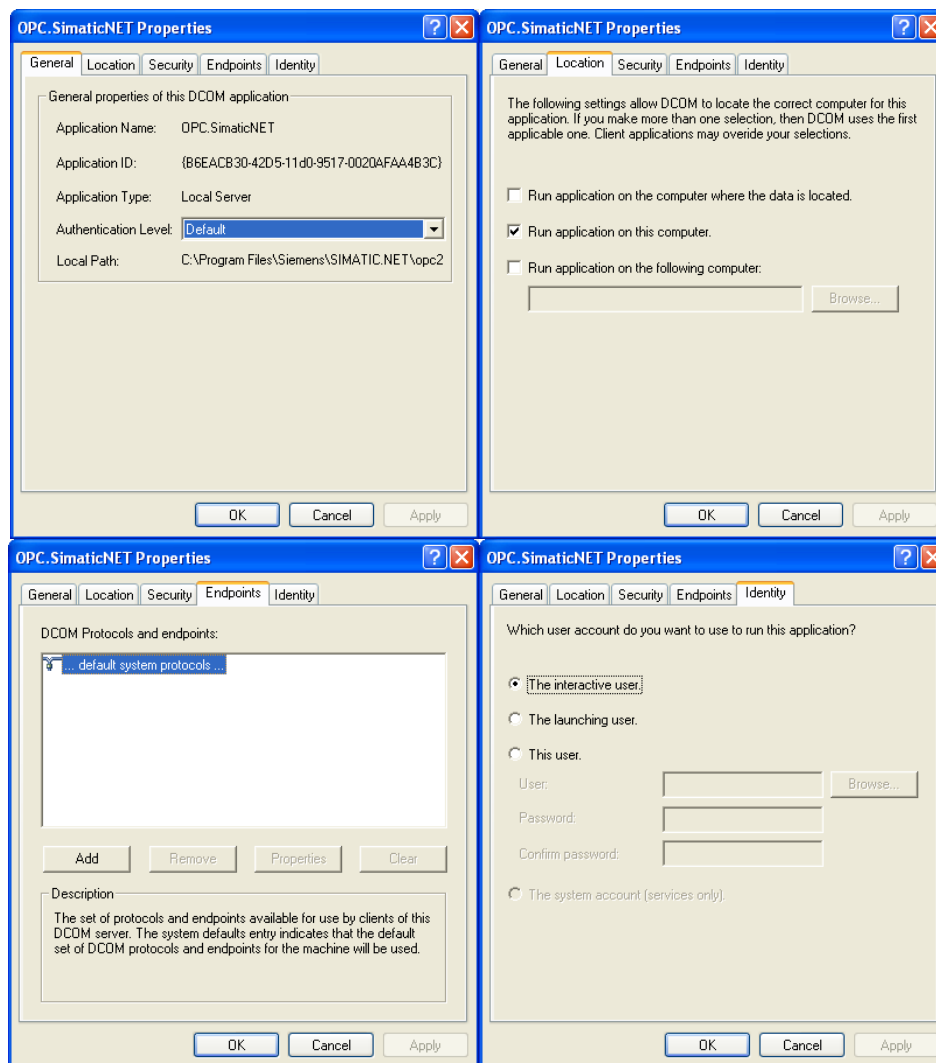 OPC.SimaticNET Properties
General Location Security Endpoints Identity
General properties of this DCOM application
Application Name: OPC.SimaticNET
Application ID: {B6EACB30-42D5-11d0-9517-0020AFAA4B3C}
Application Type: Local Server
Authentication Level: Default
Local Path: C:\Program Files\Siemens\SIMATIC.NET\opc2
OK Cancel Apply
OPC.SimaticNET Properties
General Location Security Endpoints Identity
The following settings allow DCOM to locate the correct computer for this
application. If you make more than one selection, then DCOM uses the first
applicable one. Client applications may overide your selections.
Run application on the computer where the data is located.
Run application on this computer.
Run application on the following computer:
Browse...
OK Cancel Apply
OPC.SimaticNET Properties
General Location Security Endpoints Identity
DCOM Protocols and endpoints:
... default system protocols ...
Add Remove Properties Clear
Description
The set of protocols and endpoints available for use by clients of this
DCOM server. The system defaults entry indicates that the default
set of DCOM protocols and endpoints for the machine will be used.
OK Cancel Apply
OPC.SimaticNET Properties
General Location Security Endpoints Identity
Which user account do you want to use to run this application?
The interactive user.
The launching user.
This user.
User: Browse...
Password:
Confirm password:
The system account (services only).
OK Cancel Apply